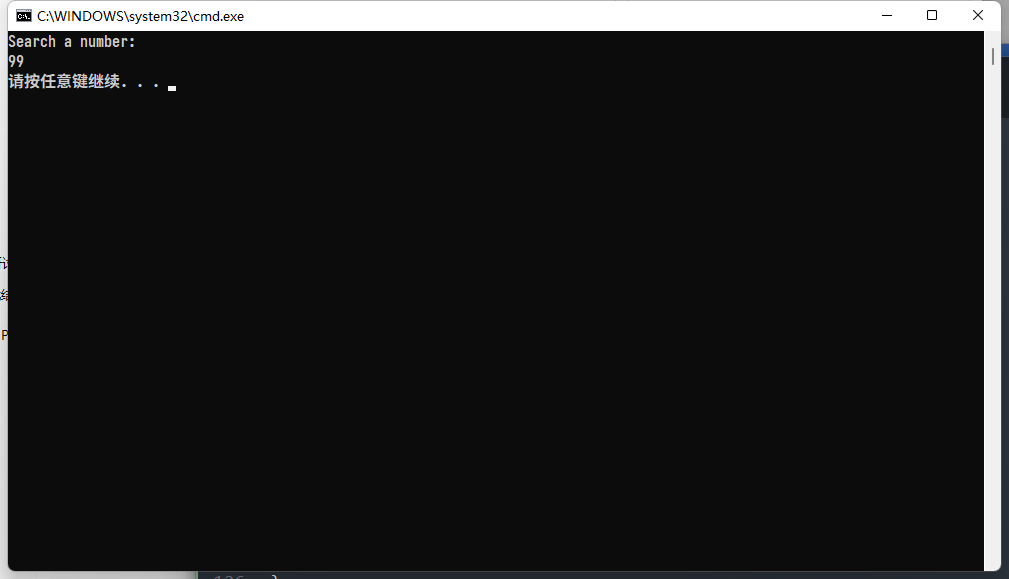 C:\WINDOWS\system32\cmd.exe
Search a number:
99
请按任意键继续. . .
P